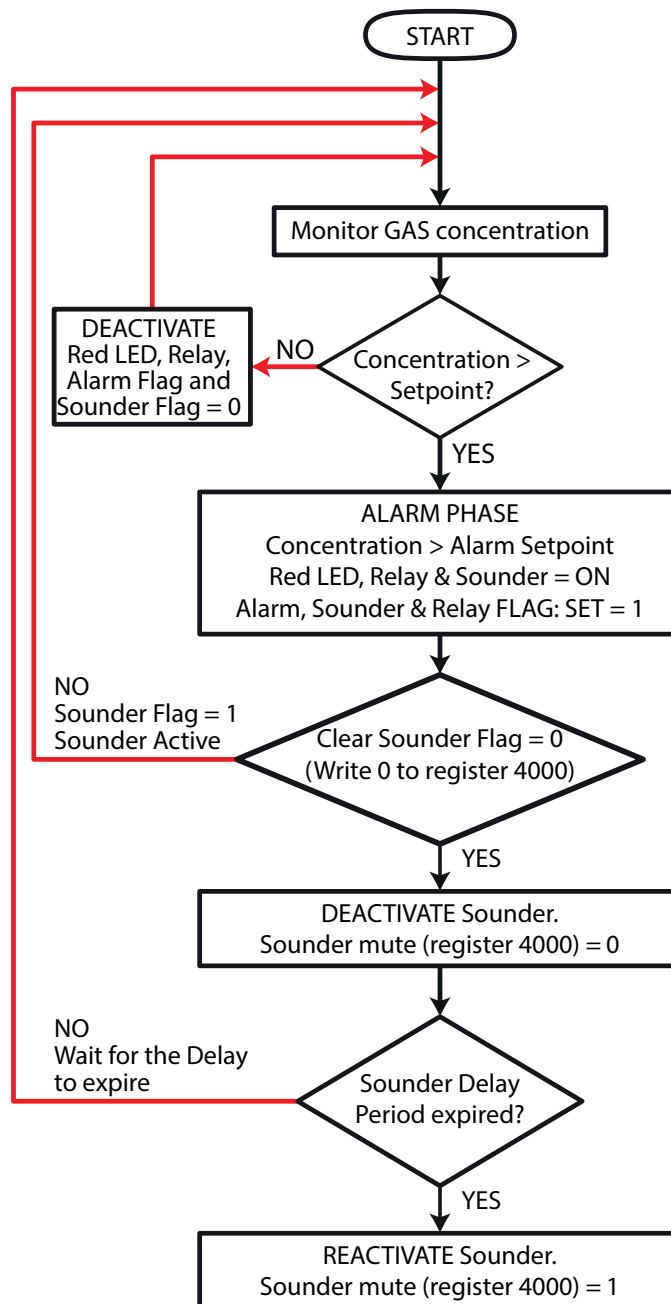 START
Monitor GAS concentration
Concentration >
Setpoint?
NO
DEACTIVATE
Red LED, Relay,
Alarm Flag and
Sounder Flag = 0
YES
ALARM PHASE
Concentration > Alarm Setpoint
Red LED, Relay & Sounder = ON
Alarm, Sounder & Relay FLAG: SET = 1
Clear Sounder Flag = 0
(Write 0 to register 4000)
NO
Sounder Flag = 1
Sounder Active
YES
DEACTIVATE Sounder.
Sounder mute (register 4000) = 0
Sounder Delay
Period expired?
NO
Wait for the Delay
to expire
YES
REACTIVATE Sounder.
Sounder mute (register 4000) = 1